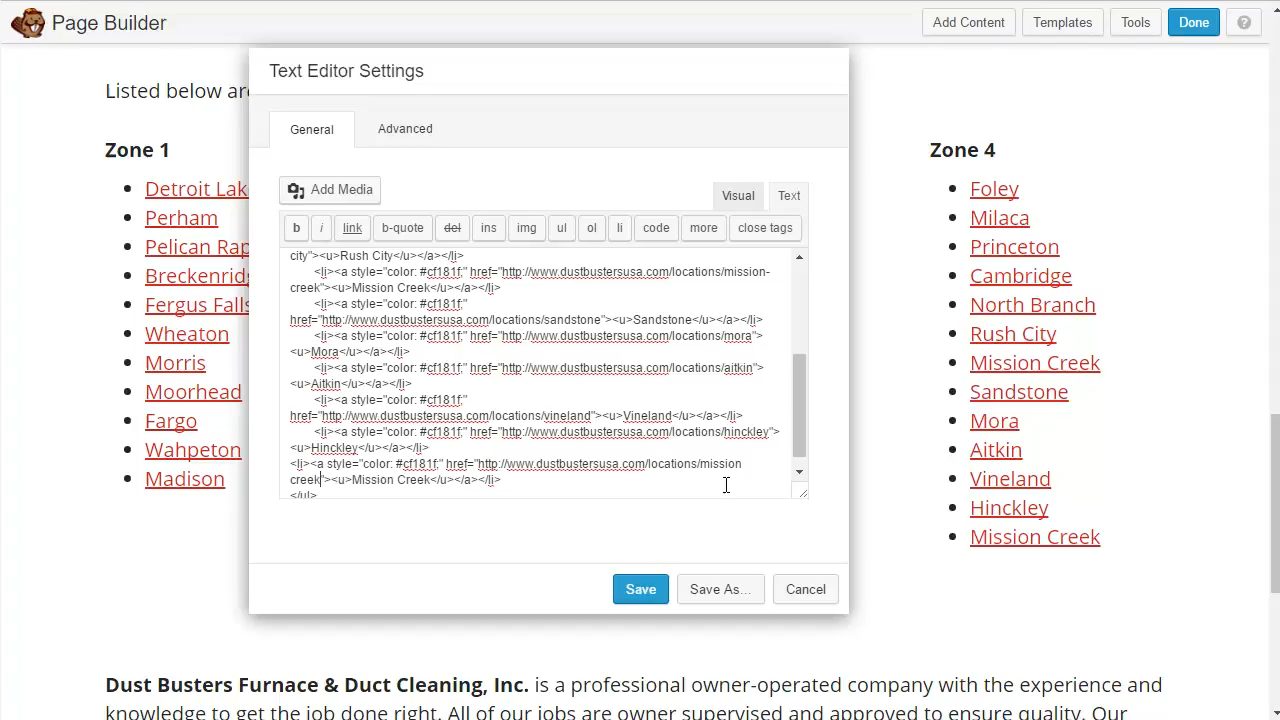 Page Builder
Add Content
Templates
Tools
Done
?
Listed below are
Text Editor Settings
General
Advanced
Add Media
Visual
Text
b
i
link
b-quote
del
ins
img
ul
ol
li
code
more
close tags
city"><u>Rush City</u></a></li>
<li><a style="color: #cf181f;" href="http://www.dustbustersusa.com/locations/mission-
creek"><u>Mission Creek</u></a></li>
<li><a style="color: #cf181f;"
href="http://www.dustbustersusa.com/locations/sandstone"><u>Sandstone</u></a></li>
<li><a style="color: #cf181f;" href="http://www.dustbustersusa.com/locations/mora">
<u>Mora</u></a></li>
<li><a style="color: #cf181f;" href="http://www.dustbustersusa.com/locations/aitkin">
<u>Aitkin</u></a></li>
<li><a style="color: #cf181f;"
href="http://www.dustbustersusa.com/locations/vineland"><u>Vineland</u></a></li>
<li><a style="color: #cf181f;" href="http://www.dustbustersusa.com/locations/hinckley">
<u>Hinckley</u></a></li>
<li><a style="color: #cf181f;" href="http://www.dustbustersusa.com/locations/mission
creek"><u>Mission Creek</u></a></li>
</ul>
Save
Save As...
Cancel
Zone 1
Detroit Lak
Perham
Pelican Rap
Breckenridg
Fergus Falls
Wheaton
Morris
Moorhead
Fargo
Wahpeton
Madison
Zone 4
Foley
Milaca
Princeton
Cambridge
North Branch
Rush City
Mission Creek
Sandstone
Mora
Aitkin
Vineland
Hinckley
Mission Creek
Dust Busters Furnace & Duct Cleaning, Inc. is a professional owner-operated company with the experience and
knowledge to get the job done right. All of our jobs are owner supervised and approved to ensure quality. Our